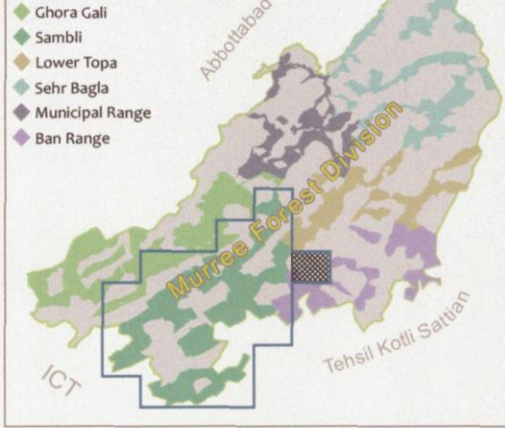 Ghora Gali
Sambli
Lower Topa
Sehr Bagla
Municipal Range
Ban Range
Abbottabad
Murree Forest Division
Tehsil Kotli Sattian
ICT